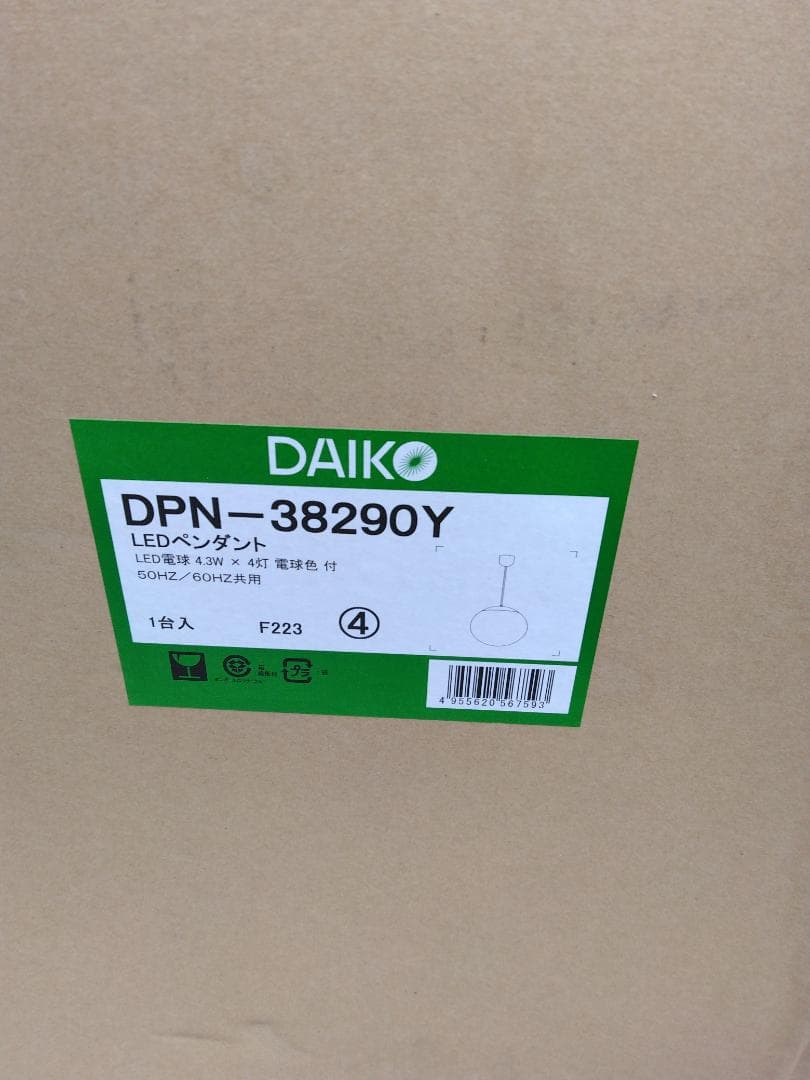 DAIKO
DPN-38290Y
LEDペンダント
LED電球 4.3W × 4灯 電球色 付
50HZ/60HZ共用
1台入 F223 ④
プラ
4 955620 567593